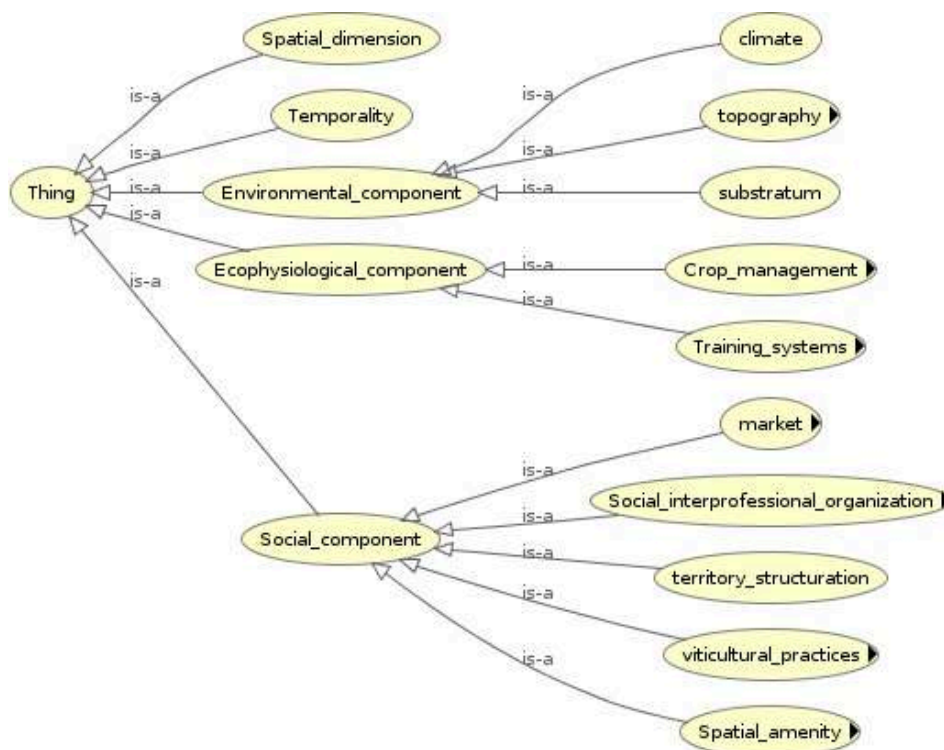 Spatial_dimension
climate
is-a
Temporality
topography
is-a
is-a
is-a
Thing
is-a
Environmental_component
is-a
substratum
is-a
Ecophysiological_component
is-a
Crop_management
is-a
is-a
Training_systems
market
is-a
Social_interprofessional_organization
is-a
Social_component
is-a
territory_structuration
is-a
viticultural_practices
is-a
Spatial_amenity